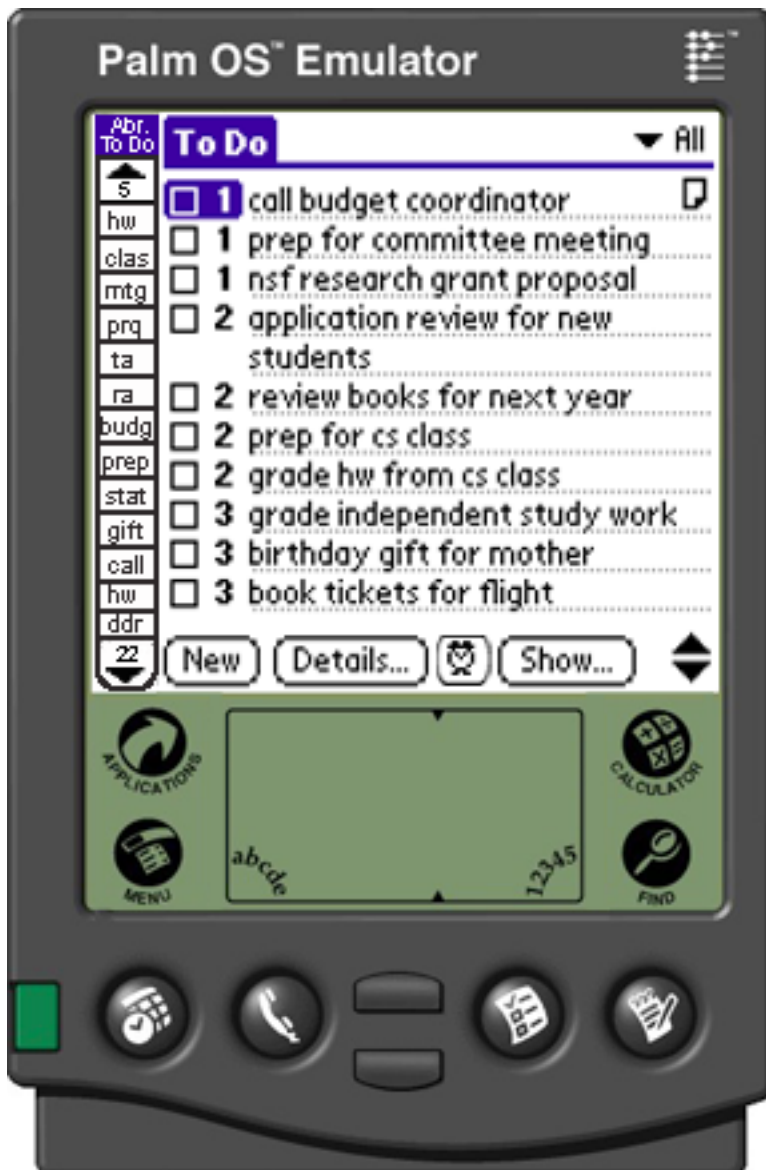 Palm OS™ Emulator
Abr.
To Do
5
hw
clas
mtg
prq
ta
ra
budg
prep
stat
gift
call
hw
ddr
22
To Do
All
1 call budget coordinator
1 prep for committee meeting
1 nsf research grant proposal
2 application review for new
students
2 review books for next year
2 prep for cs class
2 grade hw from cs class
3 grade independent study work
3 birthday gift for mother
3 book tickets for flight
New Details... Show...
APPLICATIONS
MENU
abcde
12345
CALCULATOR
FIND